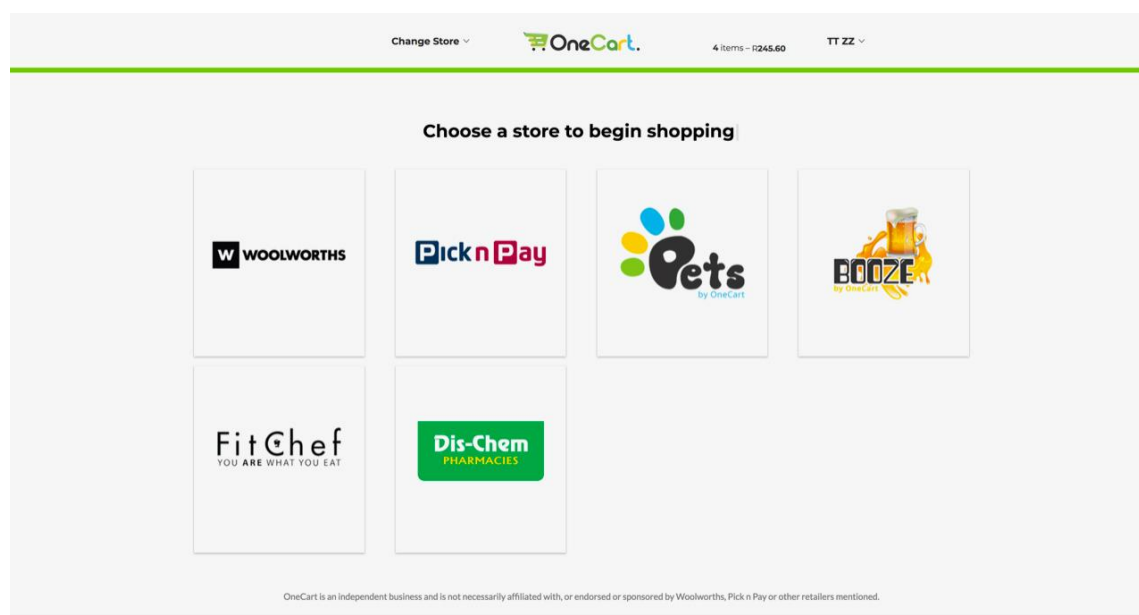 Change Store
OneCart.
4 items – R245.60
TT ZZ
Choose a store to begin shopping
W WOOLWORTHS
Pick n Pay
Pets
by OneCart
BOOZE
by OneCart
FitChef
YOU ARE WHAT YOU EAT
Dis-Chem
PHARMACIES
OneCart is an independent business and is not necessarily affiliated with, or endorsed or sponsored by Woolworths, Pick n Pay or other retailers mentioned.